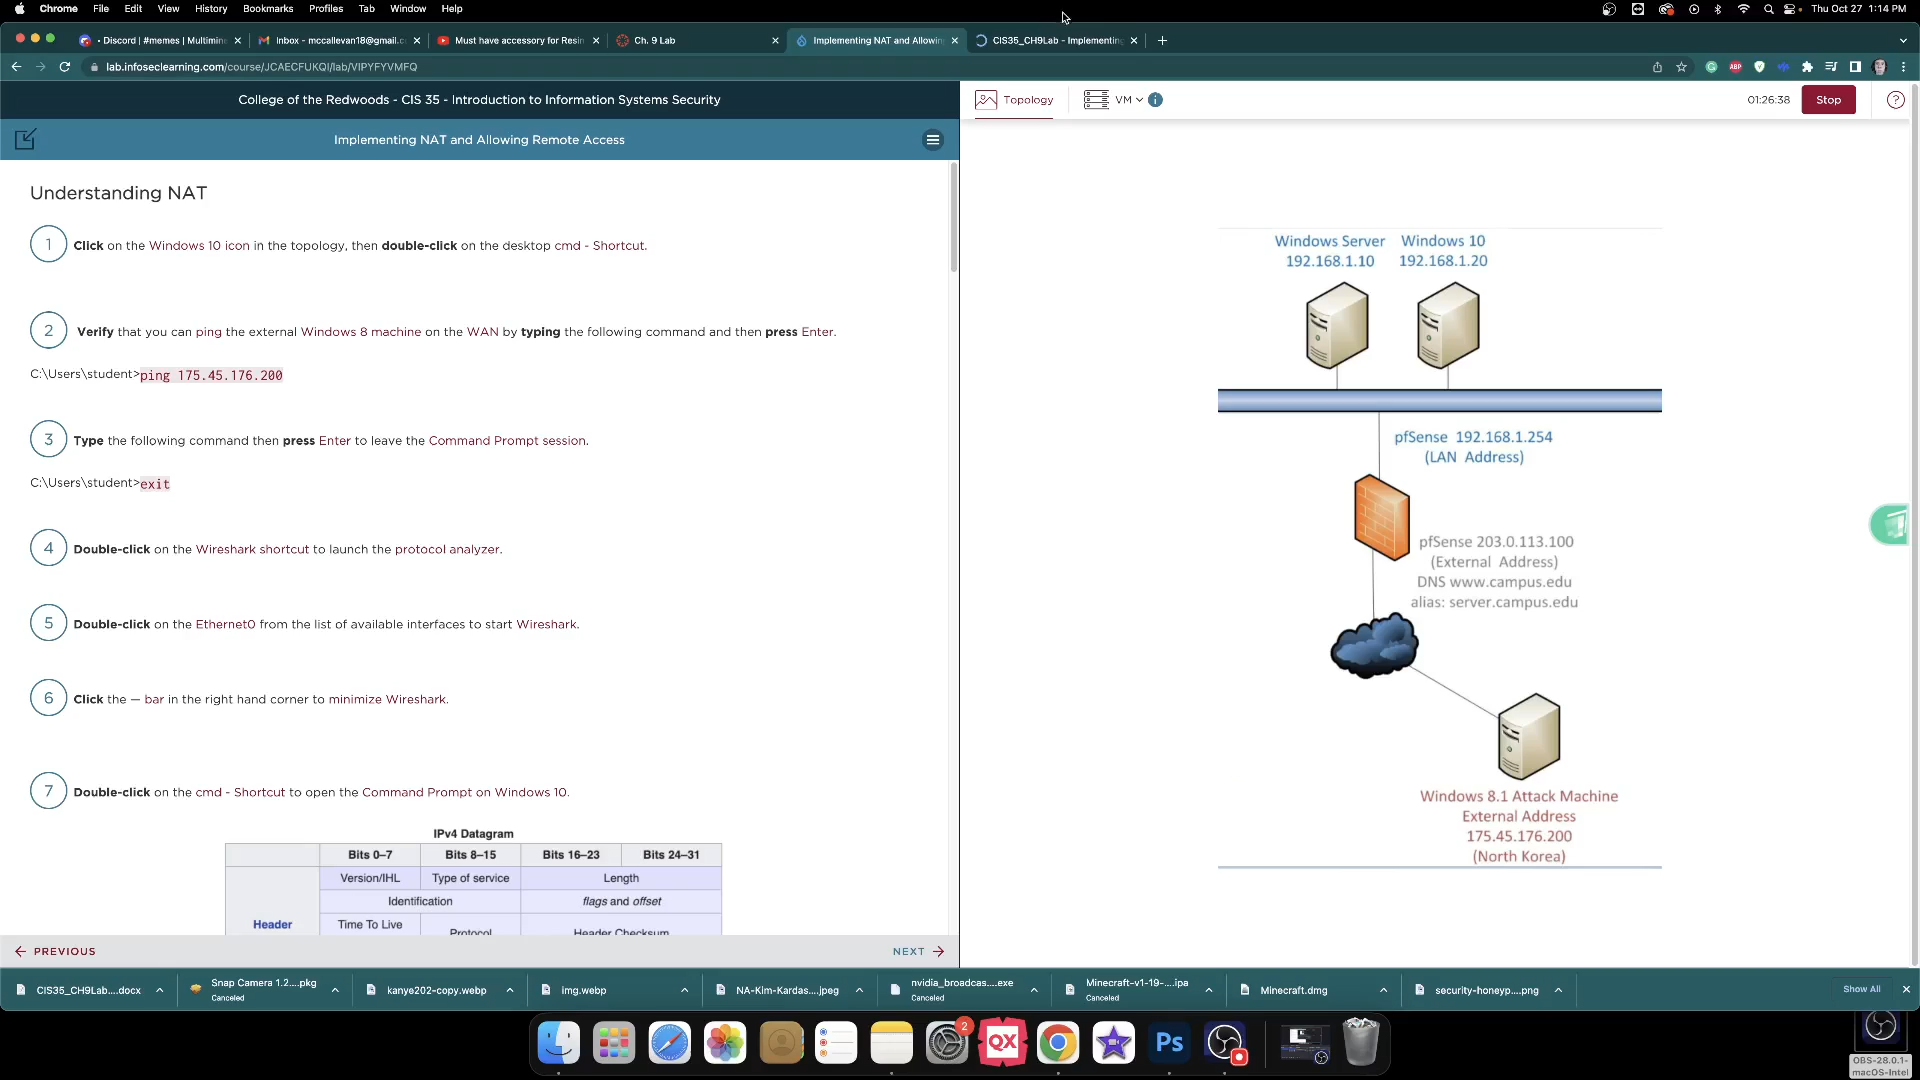 Chrome File Edit View History Bookmarks Profiles Tab Window Help
Thu Oct 27 1:14 PM
• Discord | #memes | Multimin
Inbox - mccallevan18@gmail.c
Must have accessory for Resin
Ch. 9 Lab
Implementing NAT and Allowin
CIS35_CH9Lab - Implementing
lab.infoseclearning.com/course/JCAECFUKQI/lab/VIPYFYVMFQ
ABP
College of the Redwoods - CIS 35 - Introduction to Information Systems Security
Implementing NAT and Allowing Remote Access
Topology
VM
01:26:38
Stop
Understanding NAT
1 Click on the Windows 10 icon in the topology, then double-click on the desktop cmd - Shortcut.
2 Verify that you can ping the external Windows 8 machine on the WAN by typing the following command and then press Enter.
C:\Users\student>ping 175.45.176.200
3 Type the following command then press Enter to leave the Command Prompt session.
C:\Users\student>exit
4 Double-click on the Wireshark shortcut to launch the protocol analyzer.
5 Double-click on the Ethernet0 from the list of available interfaces to start Wireshark.
6 Click the — bar in the right hand corner to minimize Wireshark.
7 Double-click on the cmd - Shortcut to open the Command Prompt on Windows 10.
IPv4 Datagram
Bits 0–7 Bits 8–15 Bits 16–23 Bits 24–31
Version/IHL Type of service Length
Identification flags and offset
Header
Time To Live Protocol Header Checksum
PREVIOUS
NEXT
Windows Server Windows 10
192.168.1.10 192.168.1.20
pfSense 192.168.1.254
(LAN Address)
pfSense 203.0.113.100
(External Address)
DNS www.campus.edu
alias: server.campus.edu
Windows 8.1 Attack Machine
External Address
175.45.176.200
(North Korea)
CIS35_CH9Lab....docx
Snap Camera 1.2....pkg
Canceled
kanye202-copy.webp
img.webp
NA-Kim-Kardas....jpeg
nvidia_broadcas....exe
Canceled
Minecraft-v1-19-....ipa
Canceled
Minecraft.dmg
security-honeyp....png
Show All
2
QX
Ps
OBS-28.0.1-
macOS-Intel